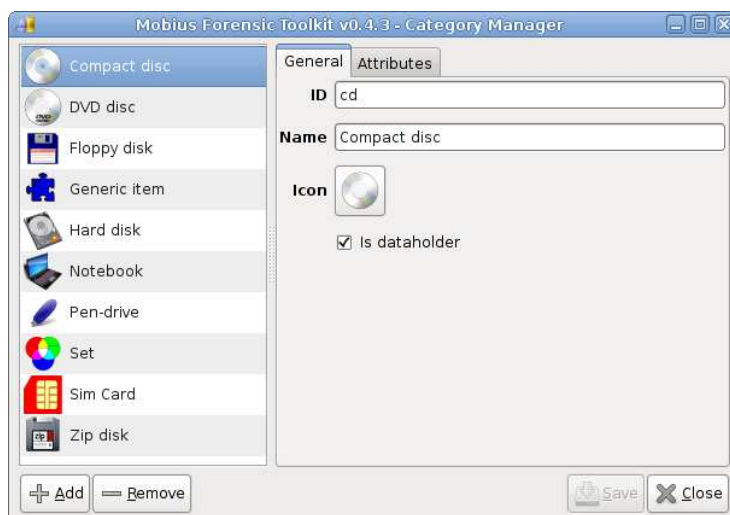 Mobius Forensic Toolkit v0.4.3 - Category Manager
Compact disc
DVD disc
Floppy disk
Generic item
Hard disk
Notebook
Pen-drive
Set
Sim Card
Zip disk
General
Attributes
ID
cd
Name
Compact disc
Icon
Is dataholder
Add
Remove
Save
Close